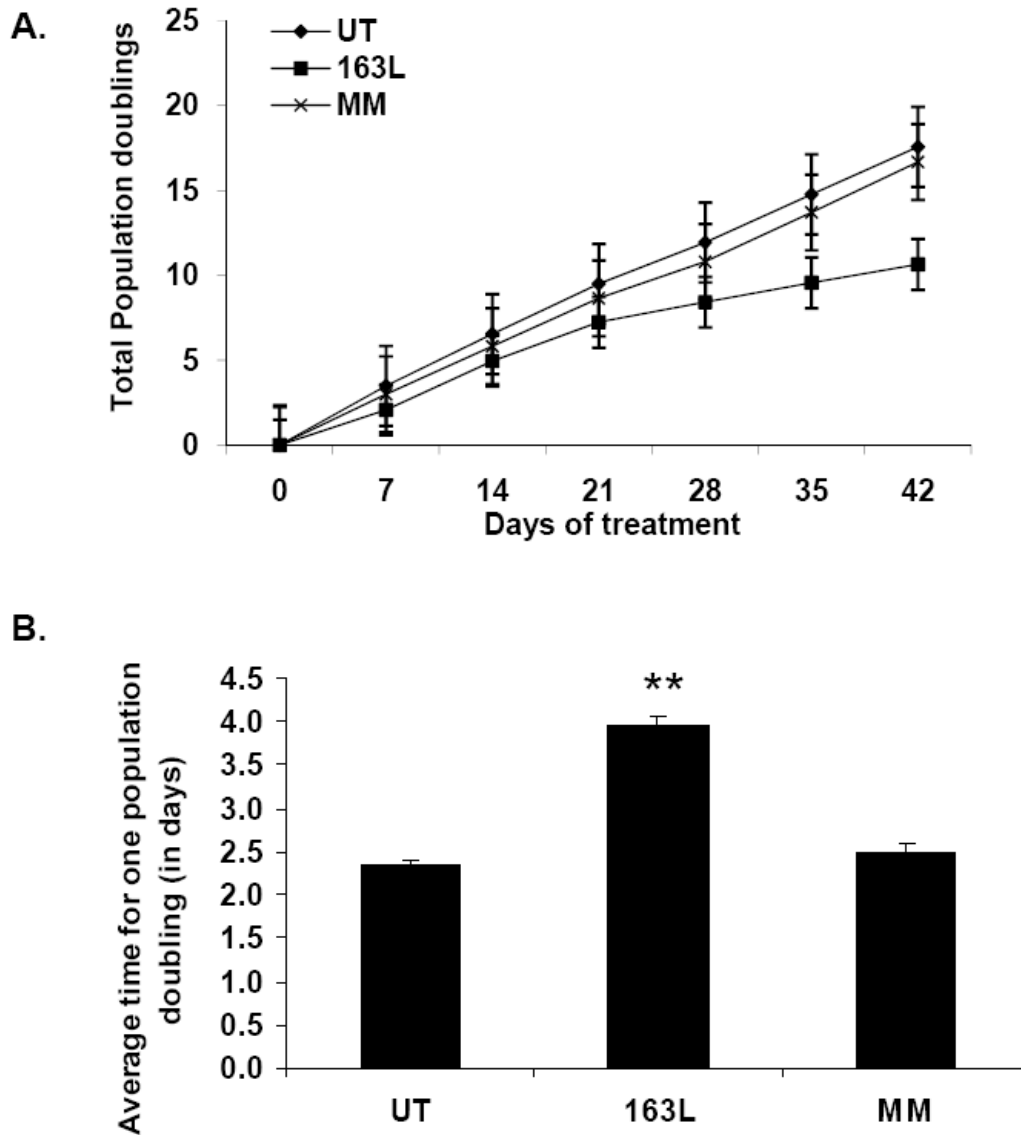 A.
Total Population doublings
25
20
15
10
5
0
UT
163L
MM
0 7 14 21 28 35 42
Days of treatment
B.
Average time for one population
doubling (in days)
4.5
4.0
3.5
3.0
2.5
2.0
1.5
1.0
0.5
0.0
**
UT 163L MM